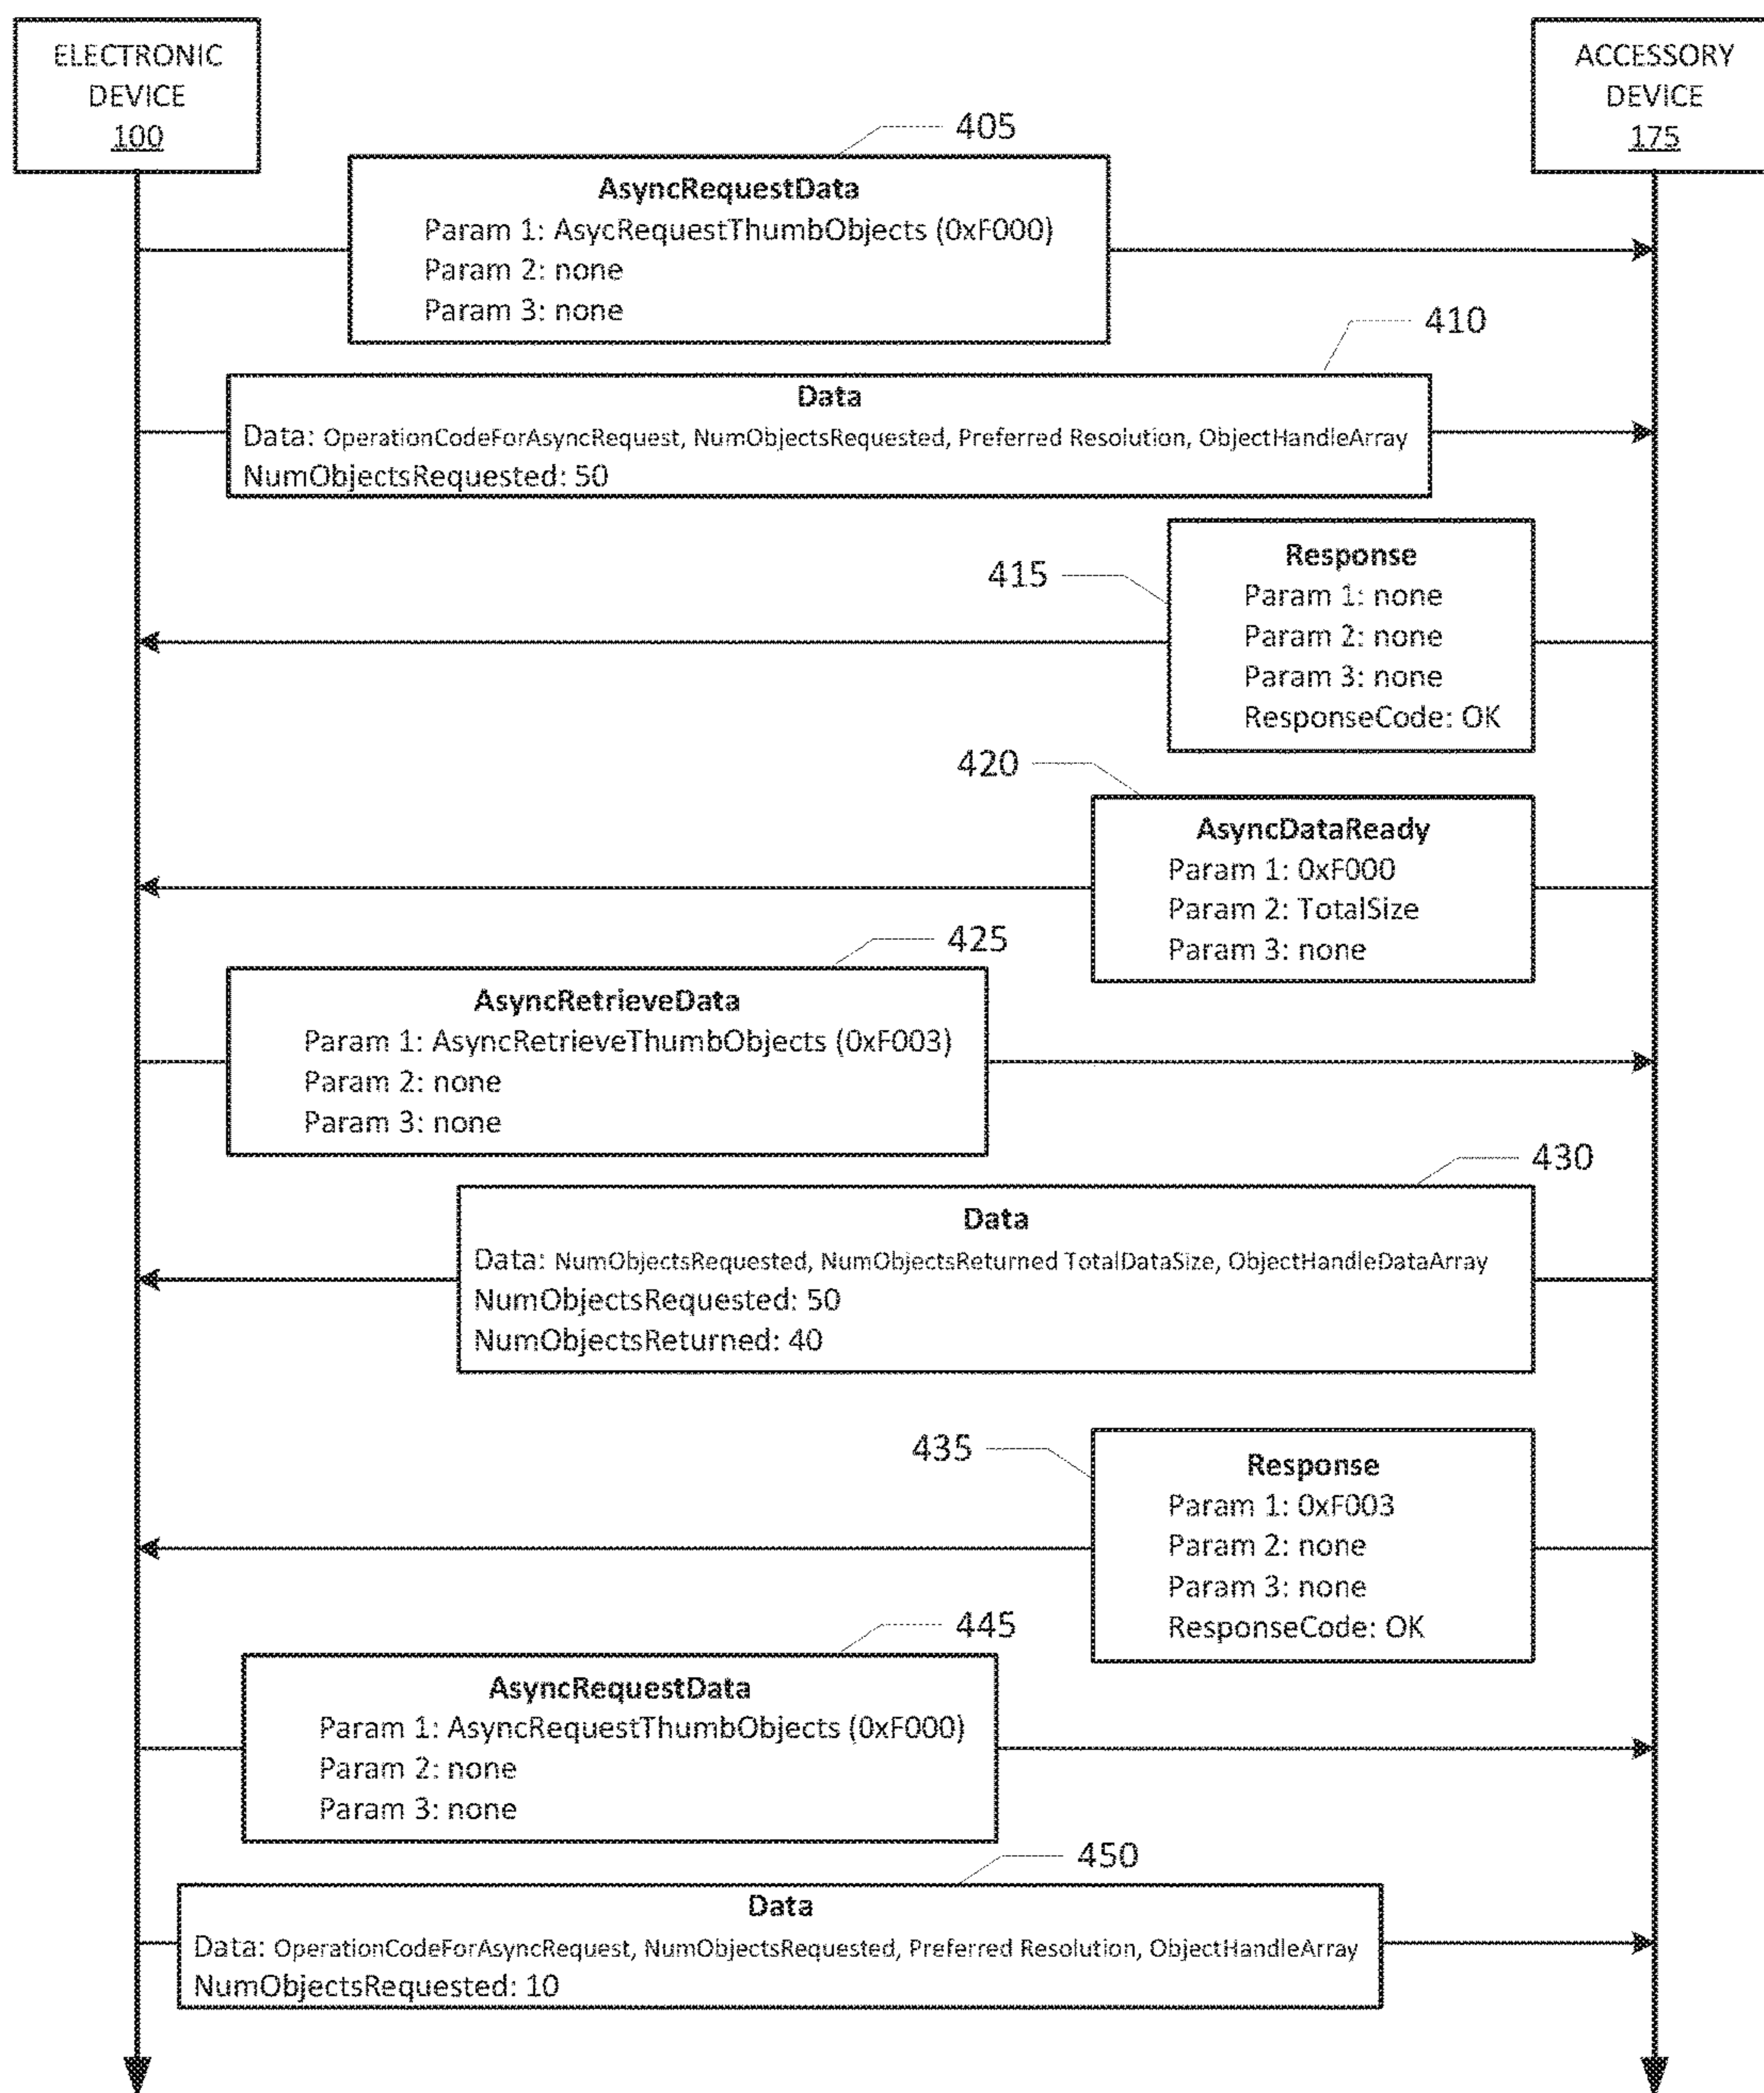 ELECTRONIC
DEVICE
100
ACCESSORY
DEVICE
175
405
AsyncRequestData
Param 1: AsycRequestThumbObjects (0xF000)
Param 2: none
Param 3: none
410
Data
Data: OperationCodeForAsyncRequest, NumObjectsRequested, Preferred Resolution, ObjectHandleArray
NumObjectsRequested: 50
415
Response
Param 1: none
Param 2: none
Param 3: none
ResponseCode: OK
420
AsyncDataReady
Param 1: 0xF000
Param 2: TotalSize
Param 3: none
425
AsyncRetrieveData
Param 1: AsyncRetrieveThumbObjects (0xF003)
Param 2: none
Param 3: none
430
Data
Data: NumObjectsRequested, NumObjectsReturned TotalDataSize, ObjectHandleDataArray
NumObjectsRequested: 50
NumObjectsReturned: 40
435
Response
Param 1: 0xF003
Param 2: none
Param 3: none
ResponseCode: OK
445
AsyncRequestData
Param 1: AsyncRequestThumbObjects (0xF000)
Param 2: none
Param 3: none
450
Data
Data: OperationCodeForAsyncRequest, NumObjectsRequested, Preferred Resolution, ObjectHandleArray
NumObjectsRequested: 10